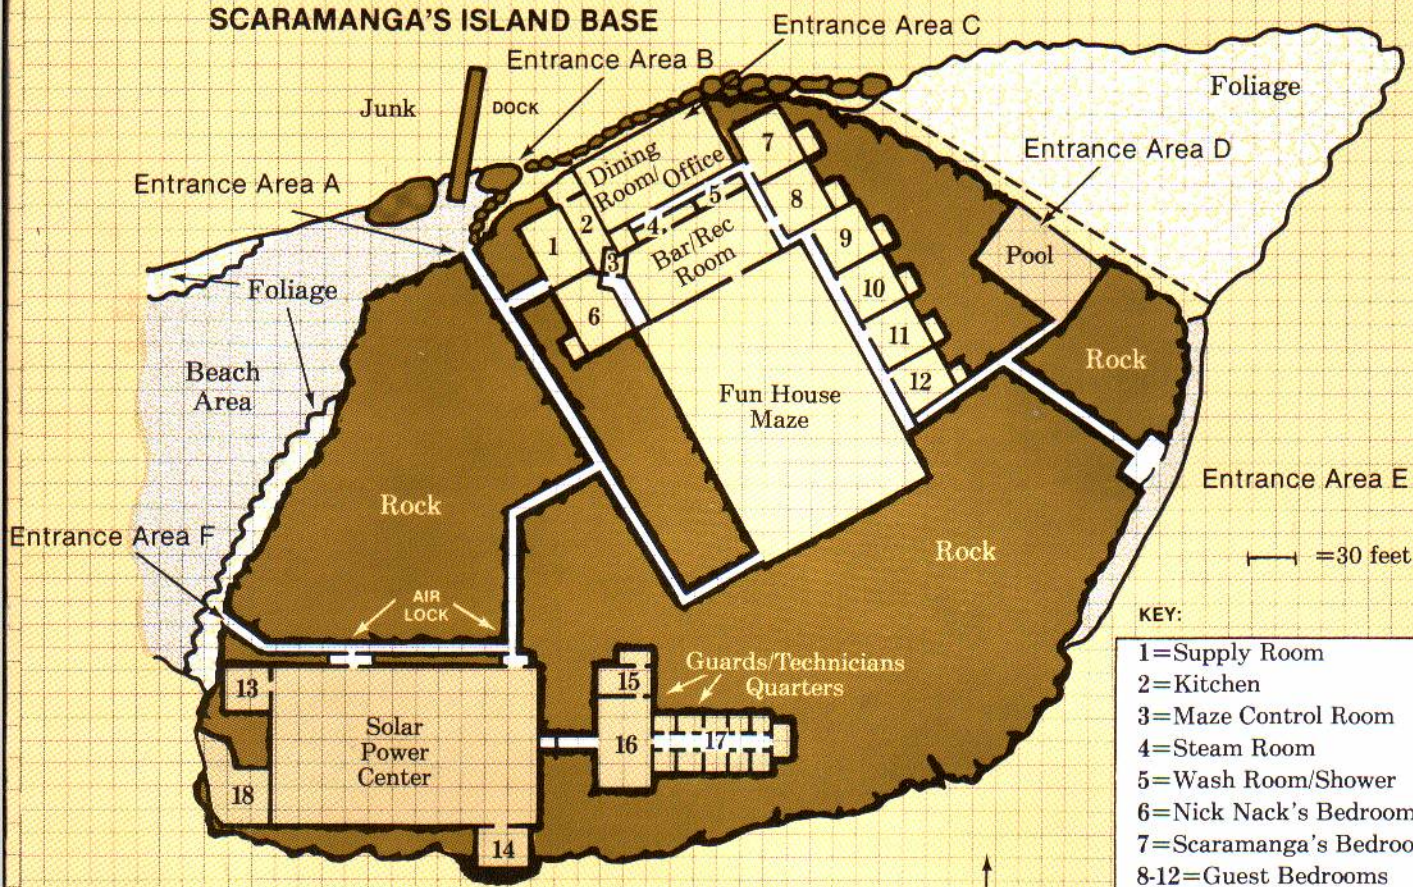 SCARAMANGA'S ISLAND BASE
Entrance Area C
Entrance Area B
Junk
DOCK
Foliage
Entrance Area D
Entrance Area A
Dining
Room/
Office
7
8
5
4
2
1
3
Bar/Rec
Room
9
Pool
Foliage
10
6
11
12
Rock
Beach
Area
Fun House
Maze
Rock
Entrance Area E
Entrance Area F
Rock
=30 feet
AIR
LOCK
KEY:
1=Supply Room
2=Kitchen
3=Maze Control Room
4=Steam Room
5=Wash Room/Shower
6=Nick Nack's Bedroom
7=Scaramanga's Bedroo
8-12=Guest Bedrooms
Guards/Technicians
Quarters
13
15
Solar
Power
Center
16
17
18
14